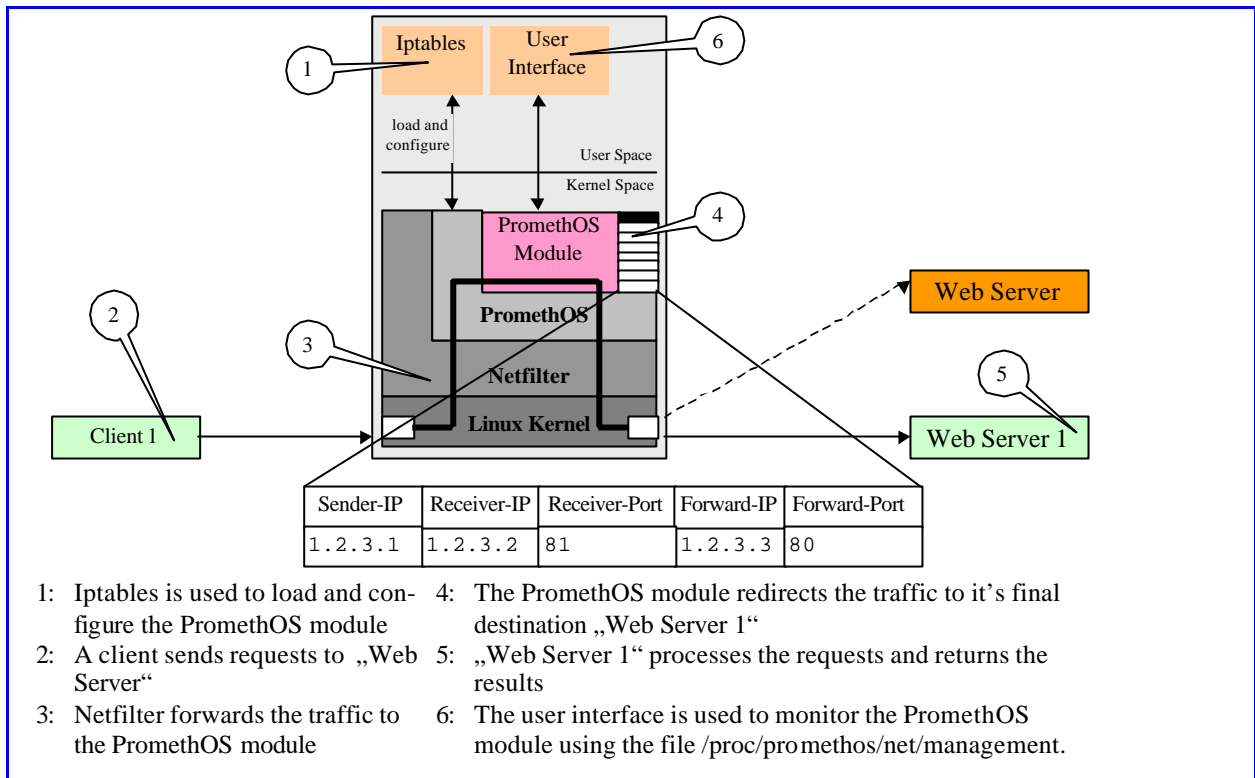 Iptables
User
Interface
6
1
load and
configure
User Space
Kernel Space
PromethOS
Module
4
Web Server
2
PromethOS
3
Netfilter
5
Client 1
Linux Kernel
Web Server 1
Sender-IP Receiver-IP Receiver-Port Forward-IP Forward-Port
1.2.3.1 1.2.3.2 81 1.2.3.3 80
1: Iptables is used to load and con-
figure the PromethOS module
2: A client sends requests to „Web
Server“
3: Netfilter forwards the traffic to
the PromethOS module
4: The PromethOS module redirects the traffic to it's final
destination „Web Server 1“
5: „Web Server 1“ processes the requests and returns the
results
6: The user interface is used to monitor the PromethOS
module using the file /proc/promethos/net/management.